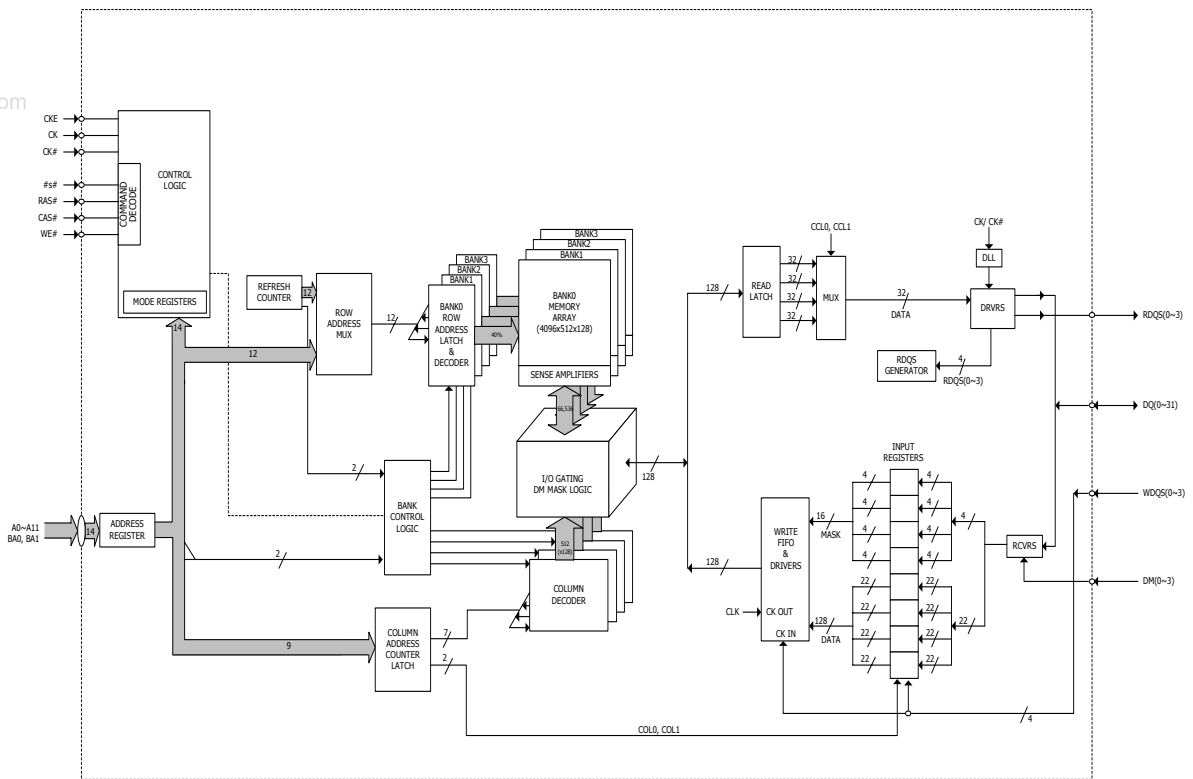 om
CKE
CK
CK#
#s#
RAS#
CAS#
WE#
COMMAND
DECODE
CONTROL
LOGIC
MODE REGISTERS
14
REFRESH
COUNTER
12
ROW
ADDRESS
MUX
12
12
BANK3
BANK2
BANK1
BANK0
ROW
ADDRESS
LATCH
&
DECODER
40%
BANK3
BANK2
BANK1
BANK0
MEMORY
ARRAY
(4096x512x128)
SENSE AMPLIFIERS
I/O GATING
DM MASK LOGIC
128
512
(x128)
COLUMN
DECODER
2
BANK
CONTROL
LOGIC
2
A0~A11
BA0, BA1
14
ADDRESS
REGISTER
9
COLUMN
ADDRESS
COUNTER
LATCH
7
2
COL0, COL1
128
READ
LATCH
32
32
32
32
CCL0, CCL1
MUX
32
DATA
CK/ CK#
DLL
DRVRS
RDQS
GENERATOR
4
RDQS(0~3)
RDQS(0~3)
DQ(0~31)
WDQS(0~3)
DM(0~3)
RCVRS
INPUT
REGISTERS
4
4
4
4
4
4
4
4
22
22
22
22
22
22
22
22
4
22
16
MASK
128
DATA
WRITE
FIFO
&
DRIVERS
CK OUT
CK IN
CLK
128
4